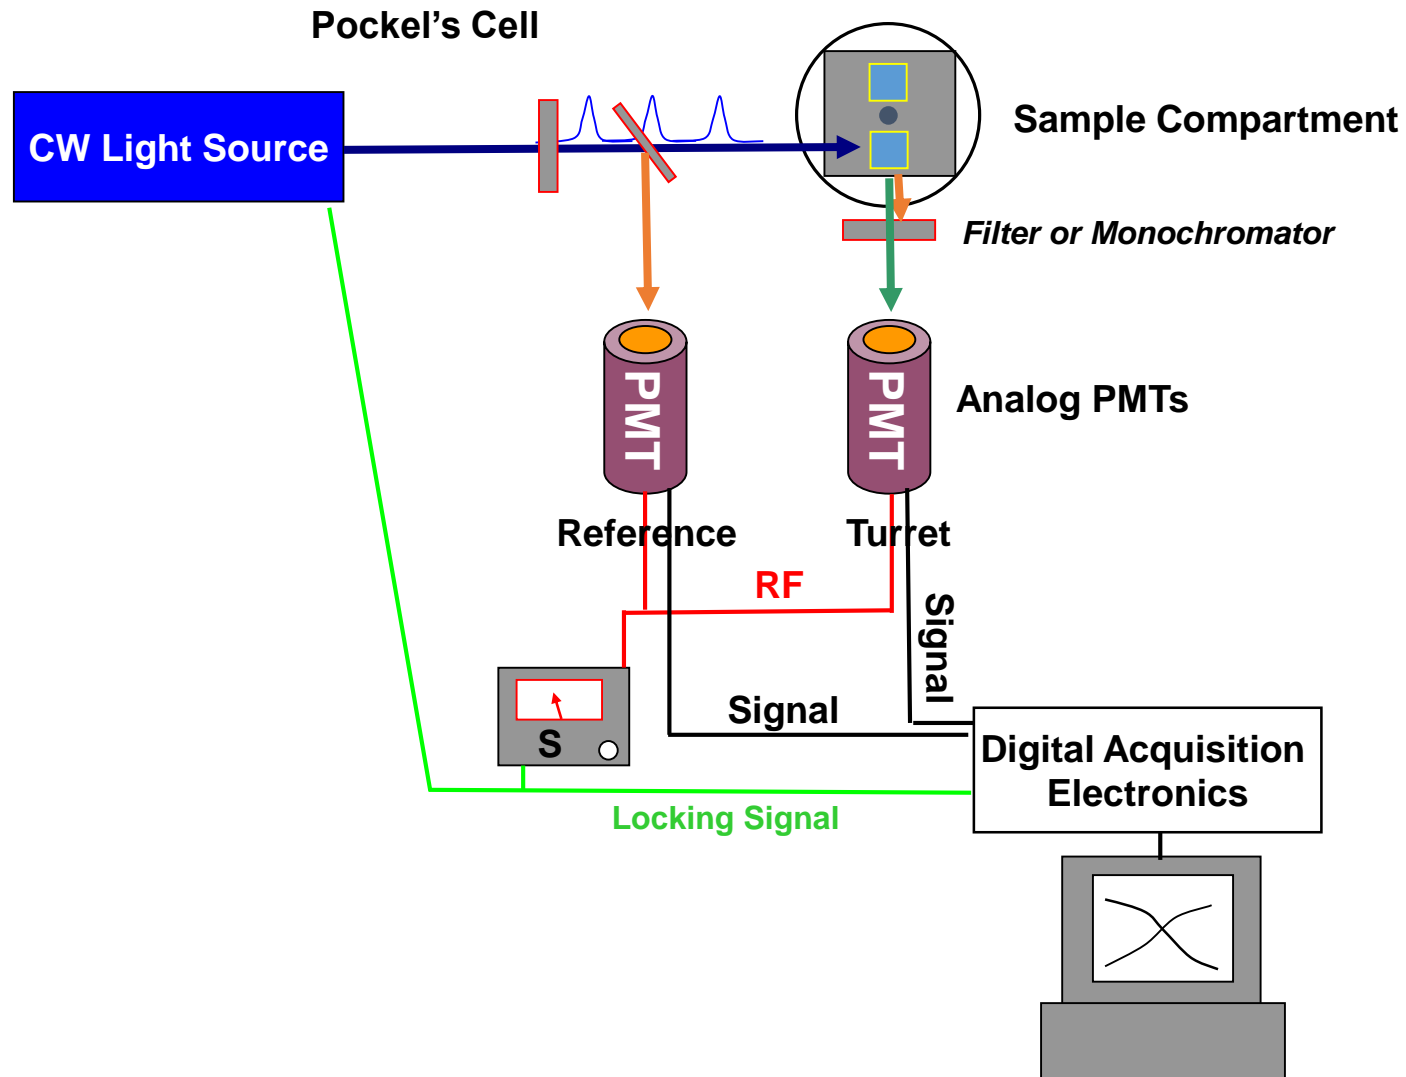 Pockel’s Cell
CW Light Source
Sample Compartment
Filter or Monochromator
PMT
PMT
Analog PMTs
Reference
Turret
RF
Signal
Signal
S
Digital Acquisition
Electronics
Locking Signal